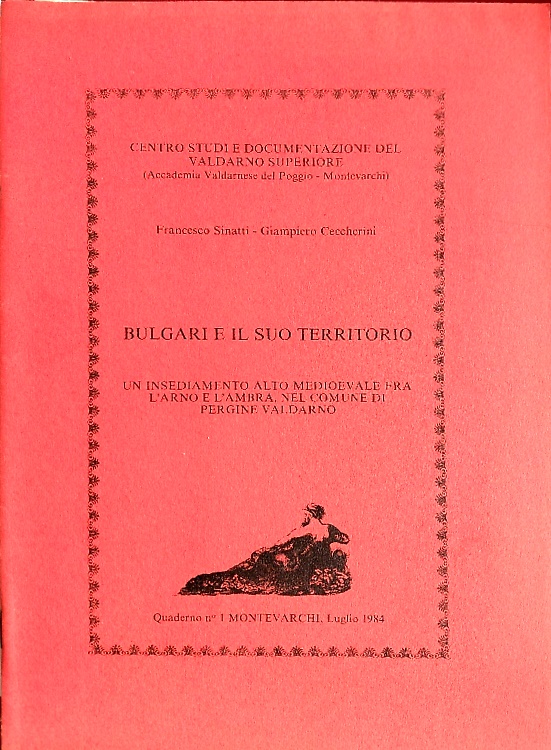 CENTRO STUDI E DOCUMENTAZIONE DEL
VALDARNO SUPERIORE
(Accademia Valdarnese del Poggio - Montevarchi)
Francesco Sinatti - Giampiero Ceccherini
BULGARI E IL SUO TERRITORIO
UN INSEDIAMENTO ALTO MEDIOEVALE FRA
L'ARNO E L'AMBRA, NEL COMUNE DI
PERGINE VALDARNO
Quaderno n° 1 MONTEVARCHI, Luglio 1984